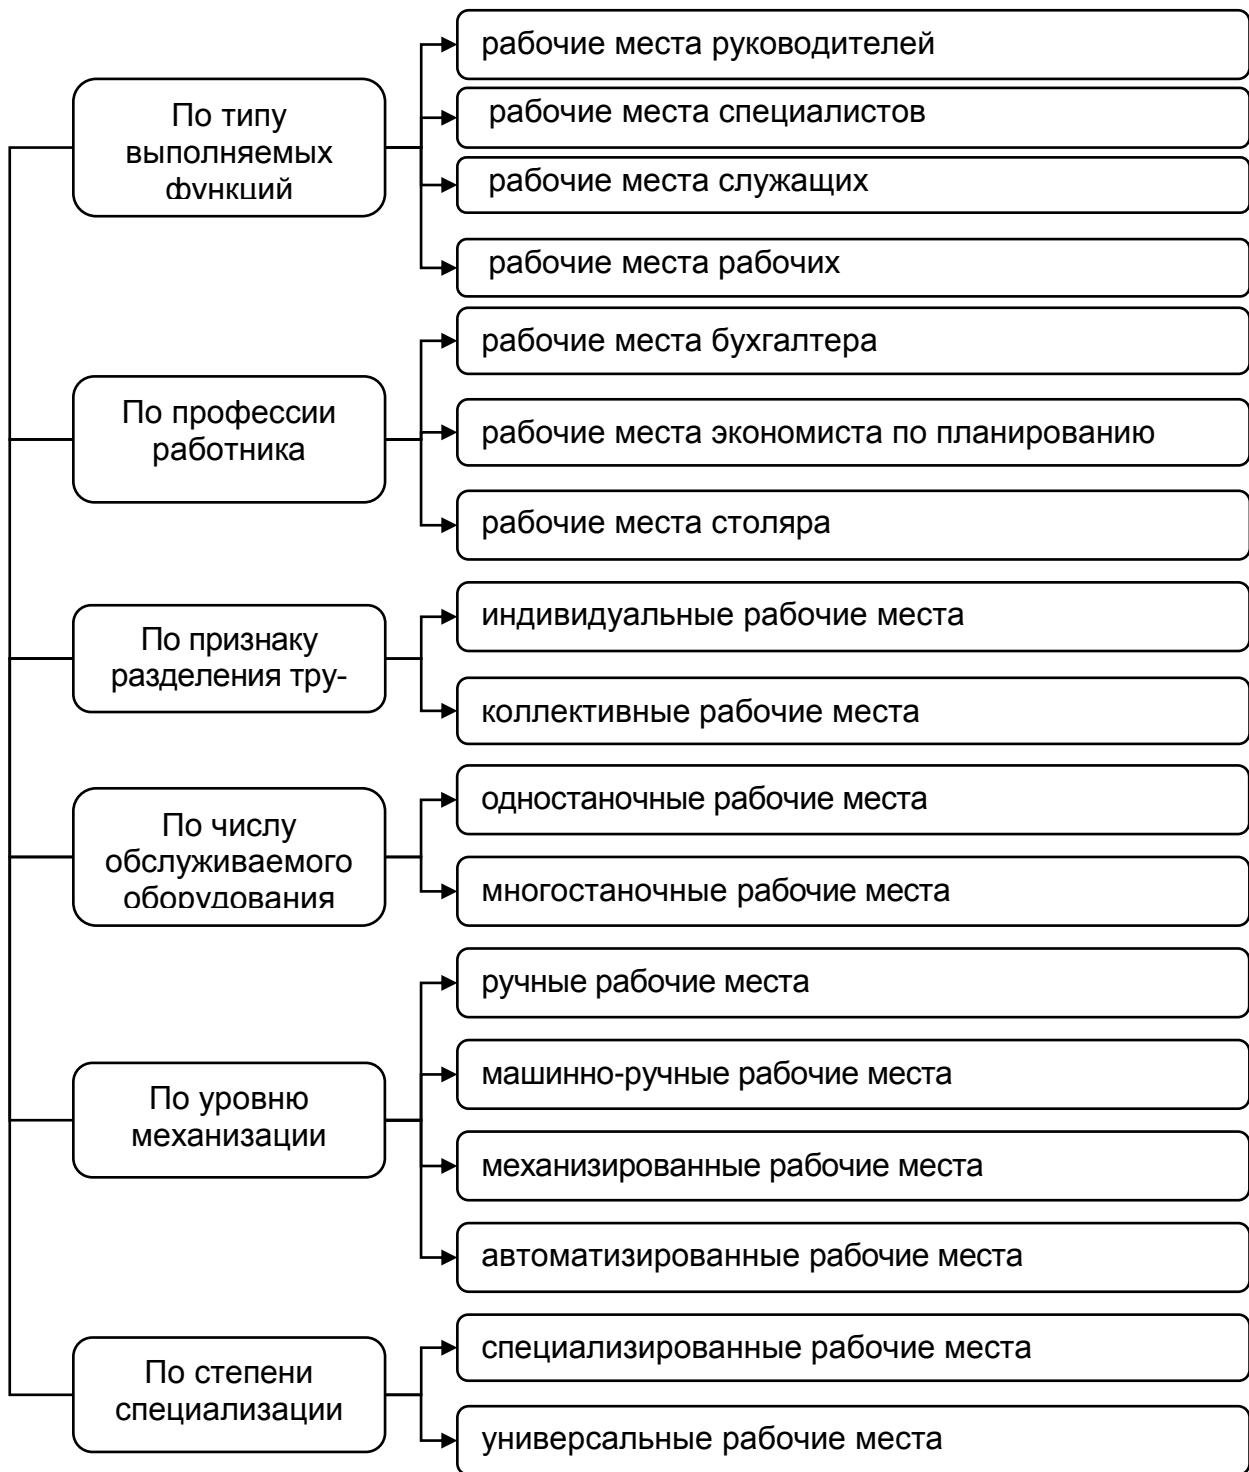 рабочие места руководителей
По типу
выполняемых
функций
рабочие места специалистов
рабочие места служащих
рабочие места рабочих
По профессии
работника
рабочие места бухгалтера
рабочие места экономиста по планированию
рабочие места столяра
По признаку
разделения тру-
индивидуальные рабочие места
коллективные рабочие места
По числу
обслуживаемого
оборудования
одностаночные рабочие места
многостаночные рабочие места
По уровню
механизации
ручные рабочие места
машинно-ручные рабочие места
механизированные рабочие места
автоматизированные рабочие места
По степени
специализации
специализированные рабочие места
универсальные рабочие места